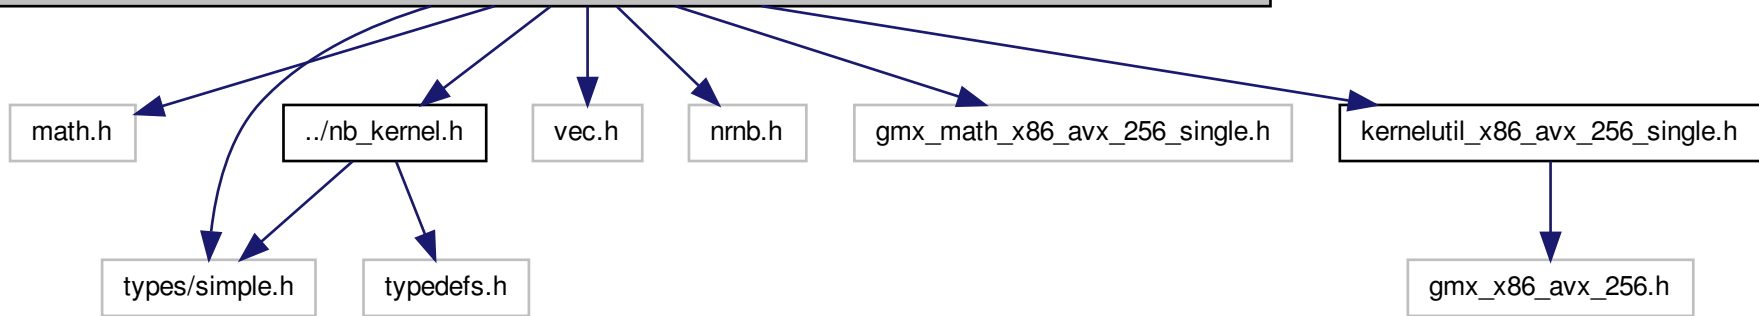 math.h
../nb_kernel.h
vec.h
nrnb.h
gmx_math_x86_avx_256_single.h
kernelutil_x86_avx_256_single.h
types/simple.h
typedefs.h
gmx_x86_avx_256.h